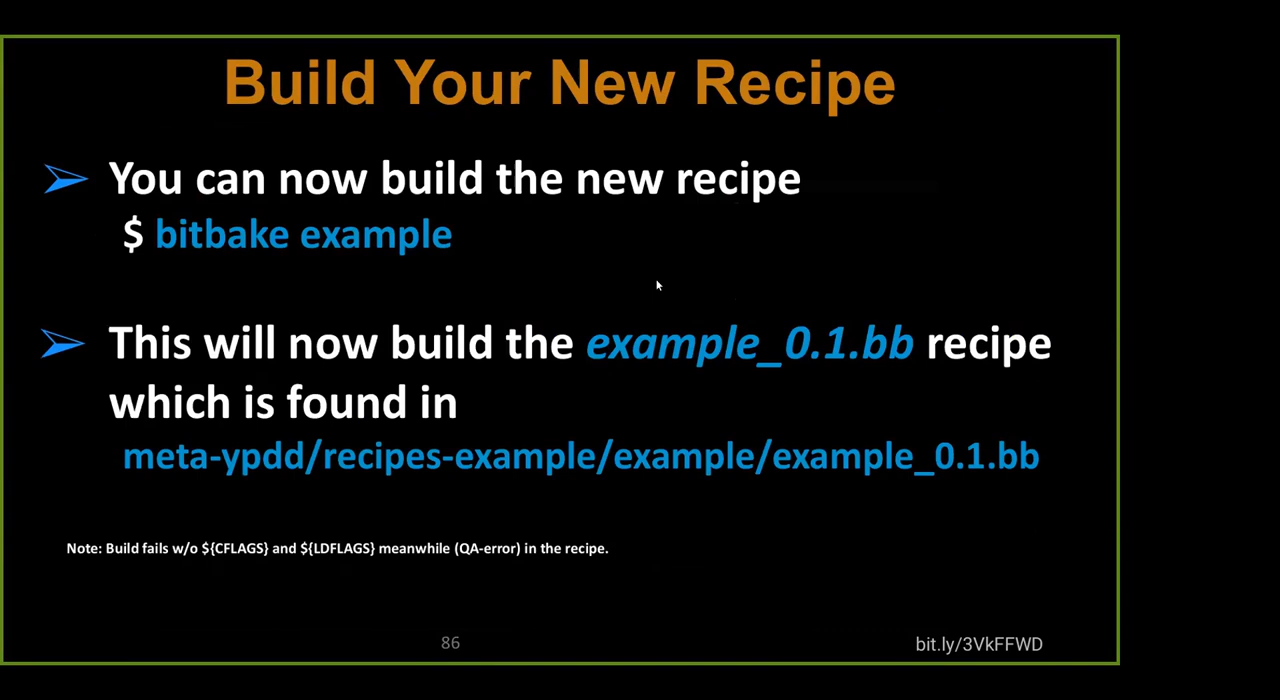 Build Your New Recipe
➢ You can now build the new recipe
$ bitbake example
➢ This will now build the example_0.1.bb recipe
which is found in
meta-ypdd/recipes-example/example/example_0.1.bb
Note: Build fails w/o ${CFLAGS} and ${LDFLAGS} meanwhile (QA-error) in the recipe.
86
bit.ly/3VkFFWD